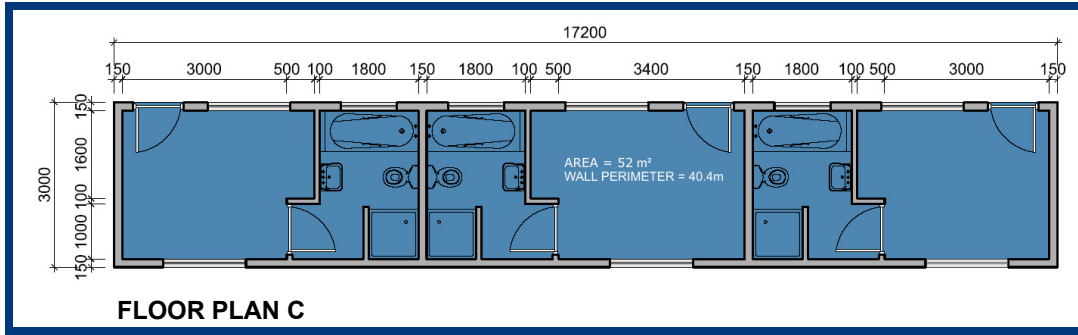 17200
150 3000 500 100 1800 150 1800 100 500 3400 150 1800 100 500 3000 150
3000
150
1600
100
1000
150
AREA = 52 m²
WALL PERIMETER = 40.4m
FLOOR PLAN C